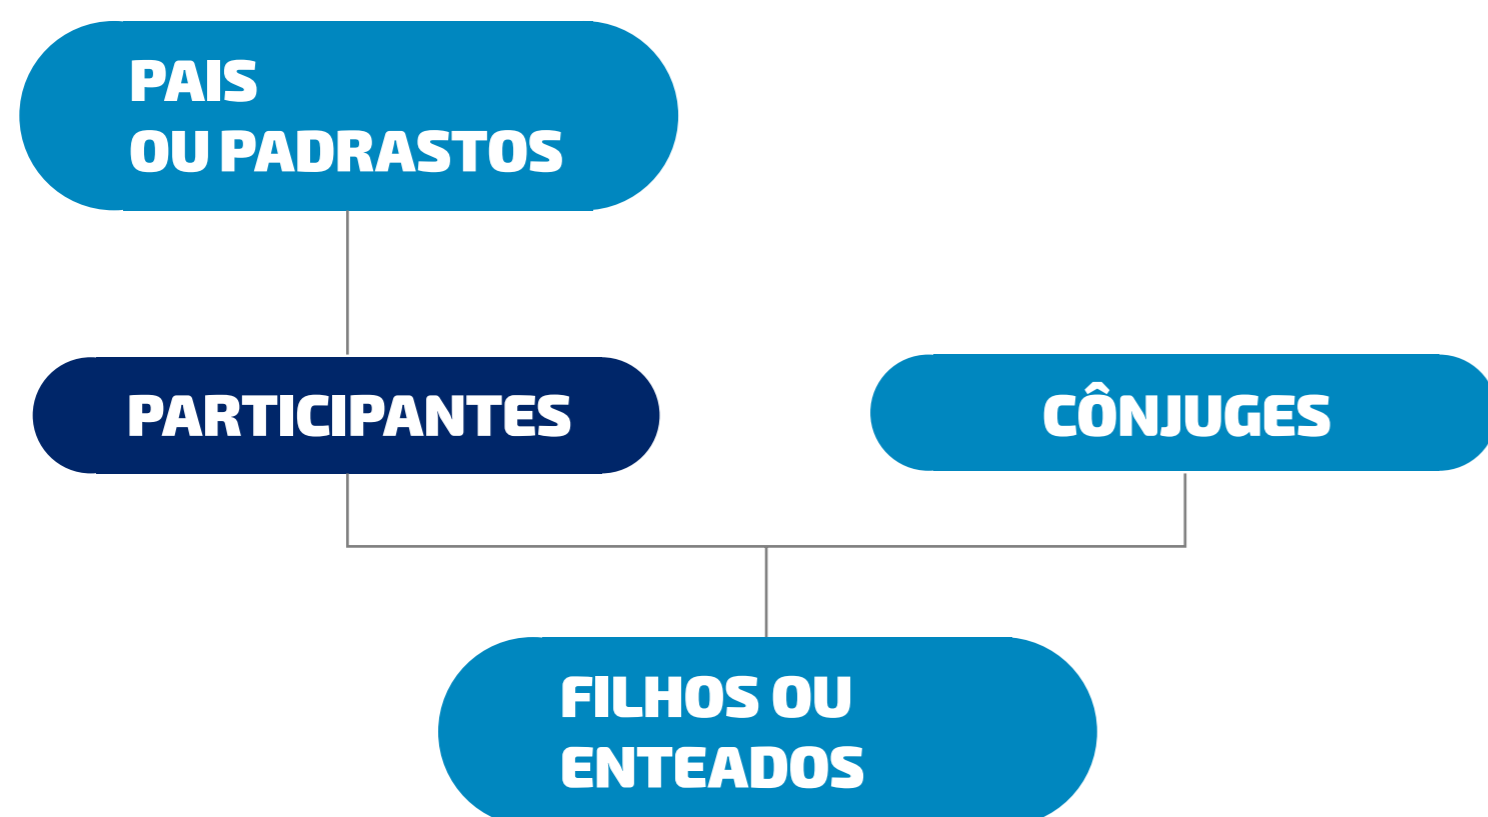 PAIS
OU PADRASTOS
PARTICIPANTES
CÔNJUGES
FILHOS OU
ENTEADOS